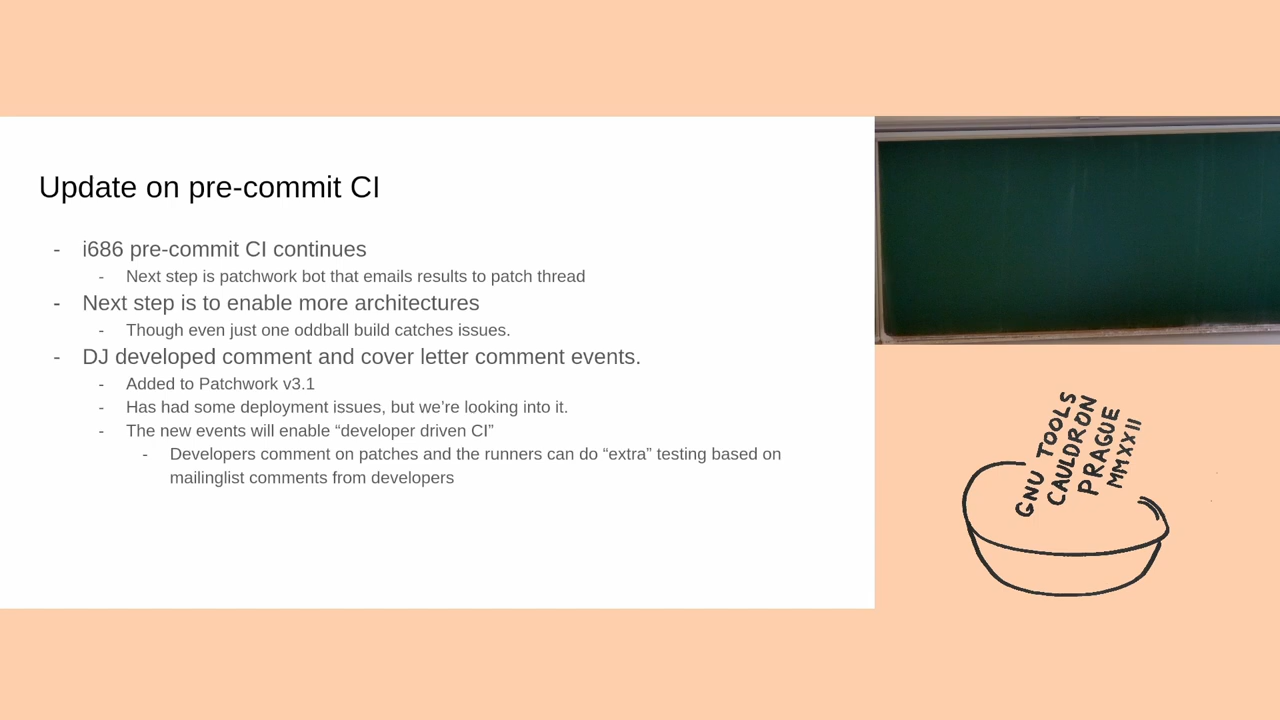 Update on pre-commit CI
- i686 pre-commit CI continues
- Next step is patchwork bot that emails results to patch thread
- Next step is to enable more architectures
- Though even just one oddball build catches issues.
- DJ developed comment and cover letter comment events.
- Added to Patchwork v3.1
- Has had some deployment issues, but we’re looking into it.
- The new events will enable “developer driven CI”
- Developers comment on patches and the runners can do “extra” testing based on
mailinglist comments from developers
GNU TOOLS
CAULDRON
PRAGUE
MMXXII